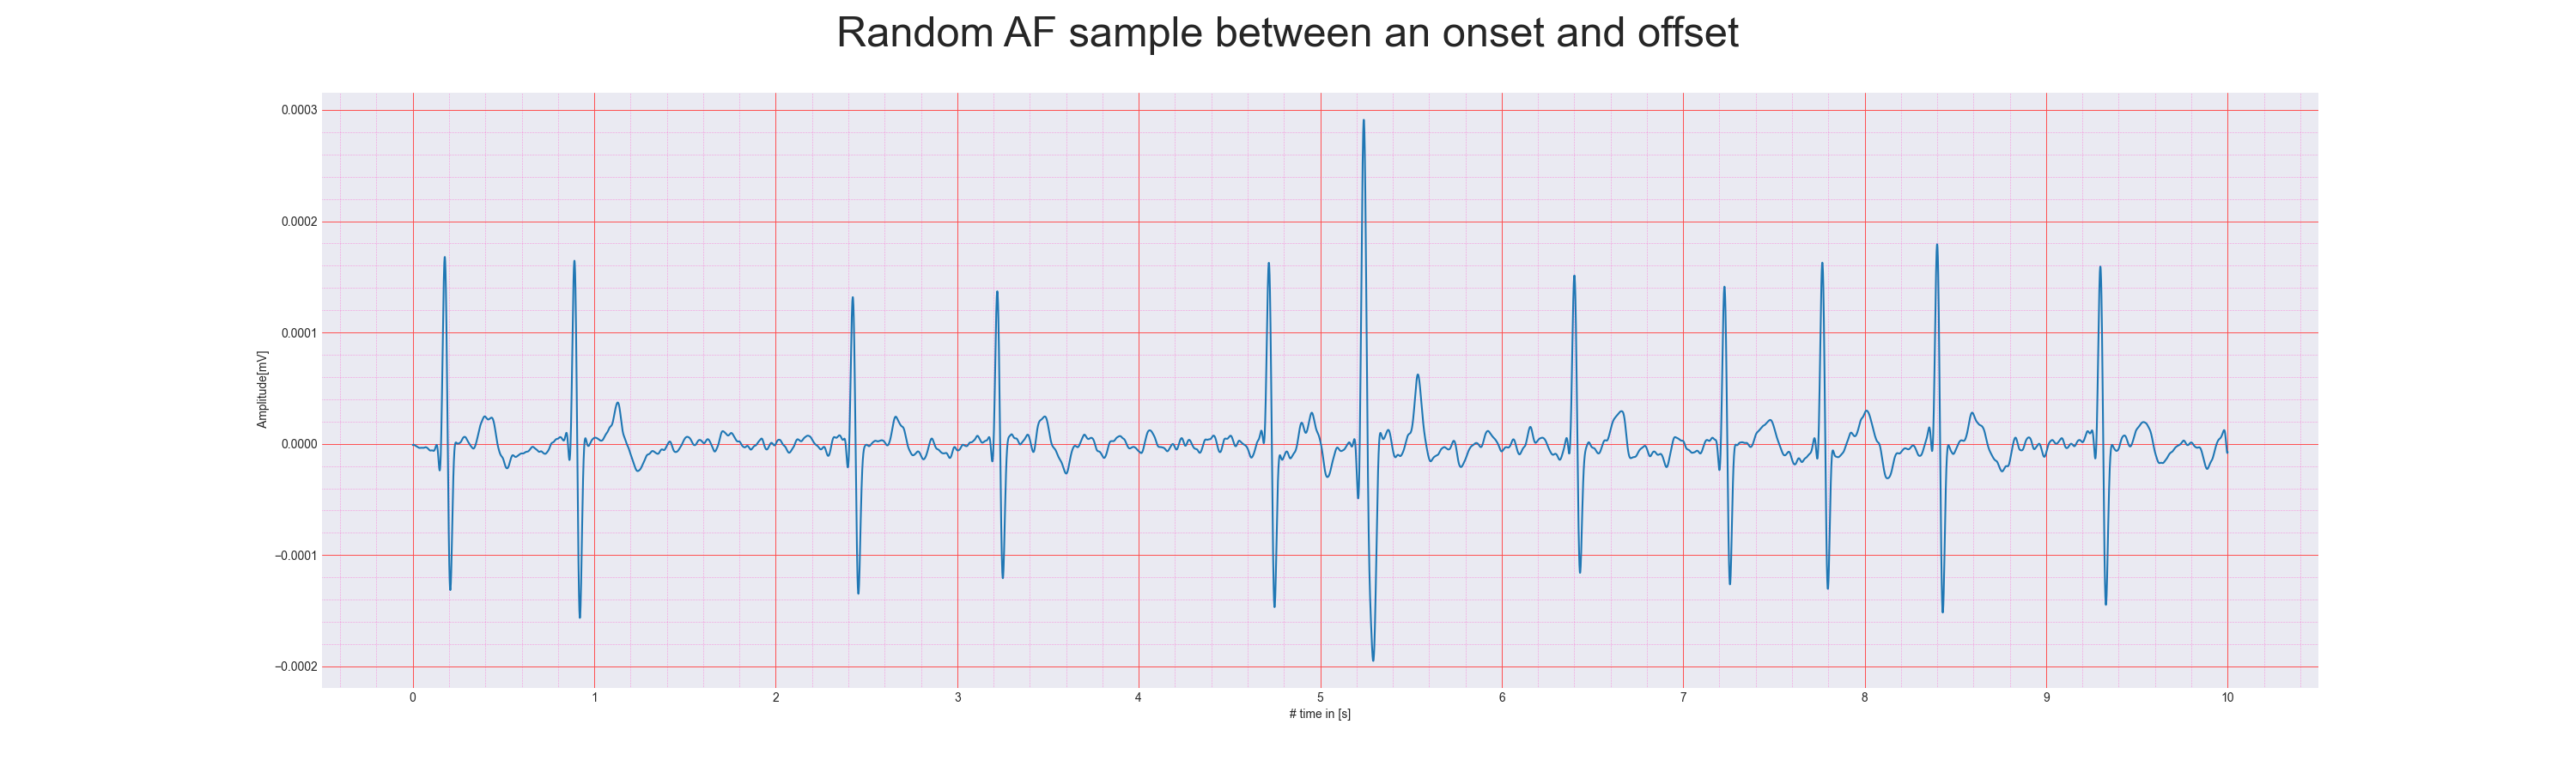 Random AF sample between an onset and offset
0.0003
0.0002
0.0001
0.0000
−0.0001
−0.0002
Amplitude[mV]
0 1 2 3 4 5 6 7 8 9 10
# time in [s]